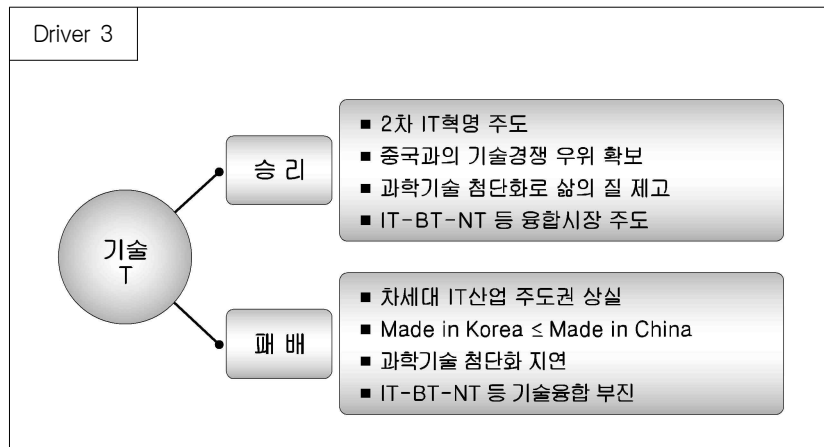 Driver 3
기술
T
승 리
■ 2차 IT혁명 주도
■ 중국과의 기술경쟁 우위 확보
■ 과학기술 첨단화로 삶의 질 제고
■ IT-BT-NT 등 융합시장 주도
패 배
■ 차세대 IT산업 주도권 상실
■ Made in Korea ≤ Made in China
■ 과학기술 첨단화 지연
■ IT-BT-NT 등 기술융합 부진